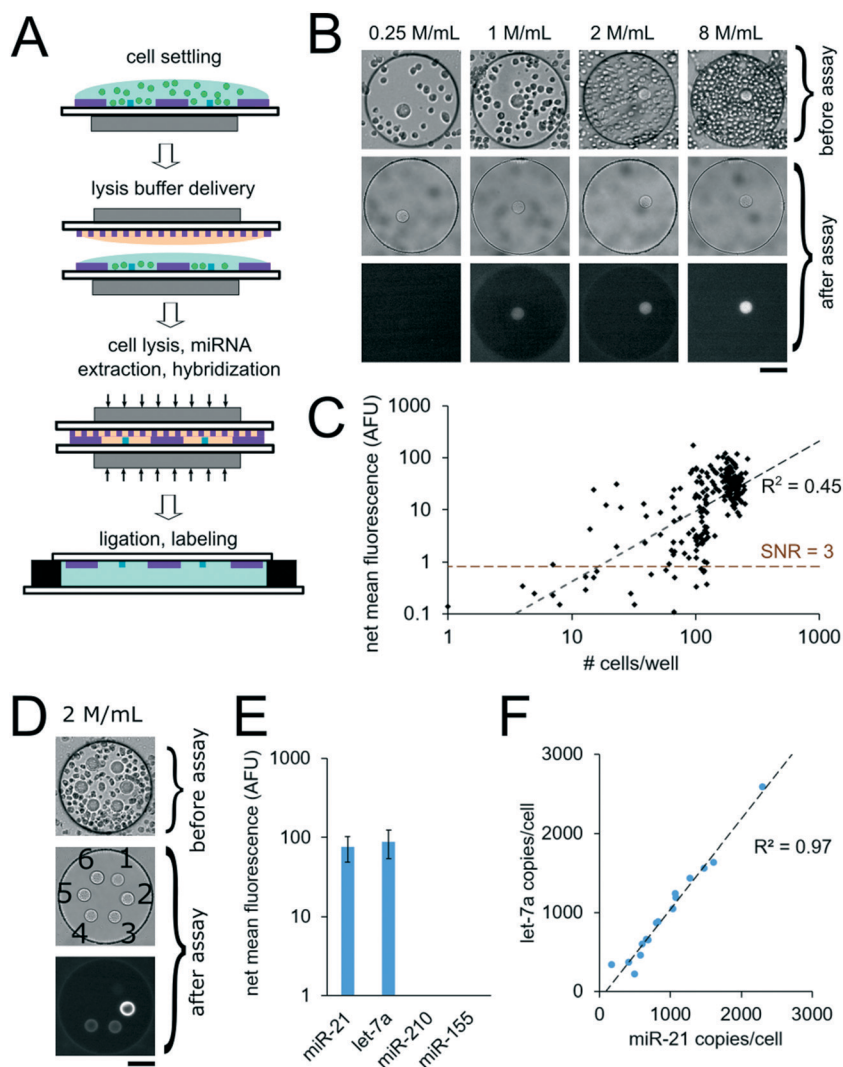 A
cell settling
lysis buffer delivery
cell lysis, miRNA
extraction, hybridization
ligation, labeling
B
0.25 M/mL 1 M/mL 2 M/mL 8 M/mL
before assay
after assay
C
net mean fluorescence (AFU)
1000
100
10
1
0.1
R² = 0.45
SNR = 3
1 10 100 1000
# cells/well
D
2 M/mL
before assay
6 1
5 2
4 3
after assay
E
net mean fluorescence (AFU)
1000
100
10
1
miR-21 let-7a miR-210 miR-155
F
let-7a copies/cell
3000
2000
1000
0
R² = 0.97
0 1000 2000 3000
miR-21 copies/cell